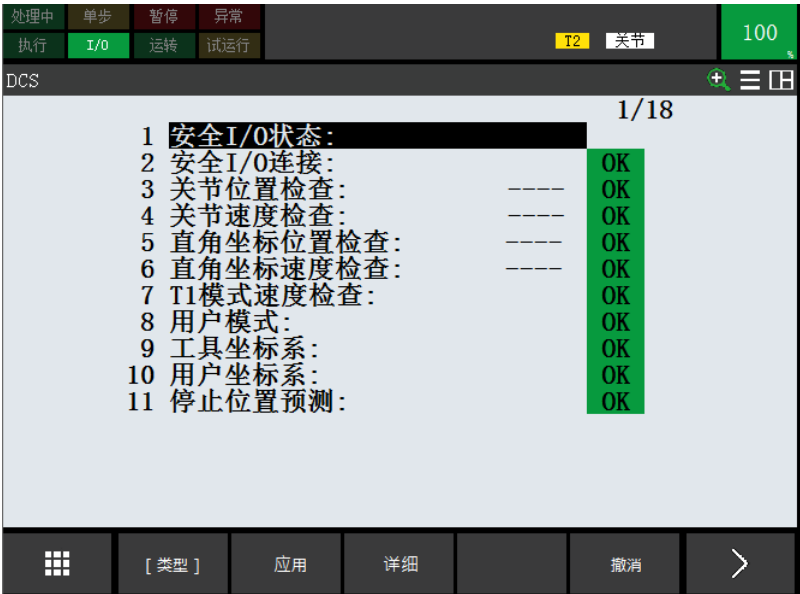 处理中 单步 暂停 异常
执行 I/O 运转 试运行 T2 关节 100 %
DCS
1/18
1 安全I/O状态:
2 安全I/O连接: OK
3 关节位置检查: ---- OK
4 关节速度检查: ---- OK
5 直角坐标位置检查: ---- OK
6 直角坐标速度检查: ---- OK
7 T1模式速度检查: OK
8 用户模式: OK
9 工具坐标系: OK
10 用户坐标系: OK
11 停止位置预测: OK
[ 类型 ] 应用 详细 撤消